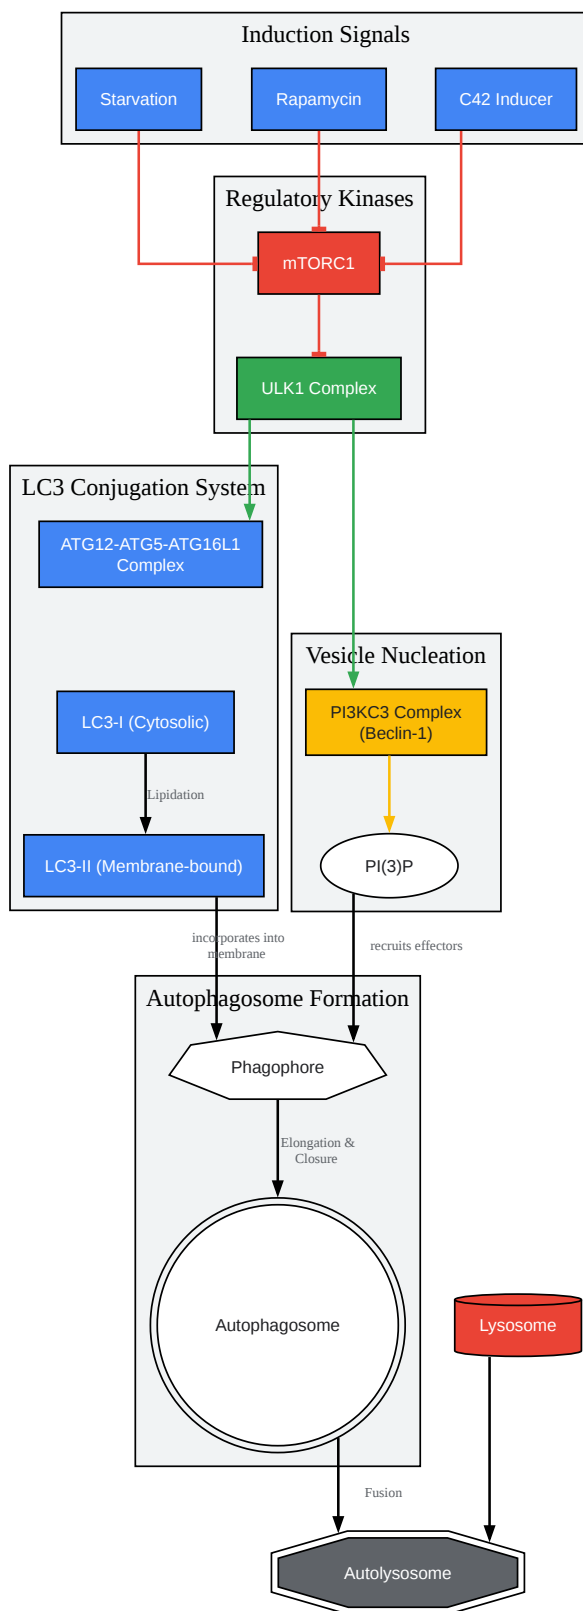 Induction Signals
Starvation
Rapamycin
C42 Inducer
Regulatory Kinases
mTORC1
ULK1 Complex
LC3 Conjugation System
ATG12-ATG5-ATG16L1
Complex
Vesicle Nucleation
LC3-I (Cytosolic)
PI3KC3 Complex
(Beclin-1)
Lipidation
LC3-II (Membrane-bound)
PI(3)P
incorporates into
membrane
recruits effectors
Autophagosome Formation
Phagophore
Elongation &
Closure
Autophagosome
Lysosome
Fusion
Autolysosome